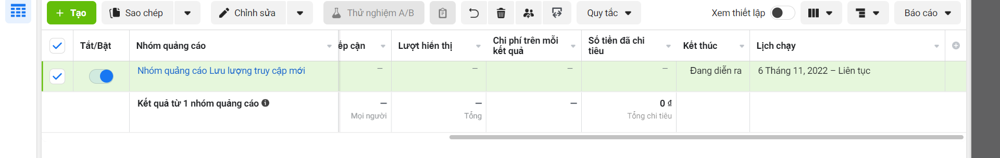 + Tạo
Sao chép
Chỉnh sửa
Thử nghiệm A/B
Quy tắc
Xem thiết lập
Báo cáo
Tắt/Bật
Nhóm quảng cáo
ếp cận
Lượt hiển thị
Chi phí trên mỗi
kết quả
Số tiền đã chi
tiêu
Kết thúc
Lịch chạy
Nhóm quảng cáo Lưu lượng truy cập mới
—
—
—
—
Đang diễn ra
6 Tháng 11, 2022 – Liên tục
Kết quả từ 1 nhóm quảng cáo
—
Mọi người
—
Tổng
—
0 ₫
Tổng chi tiêu